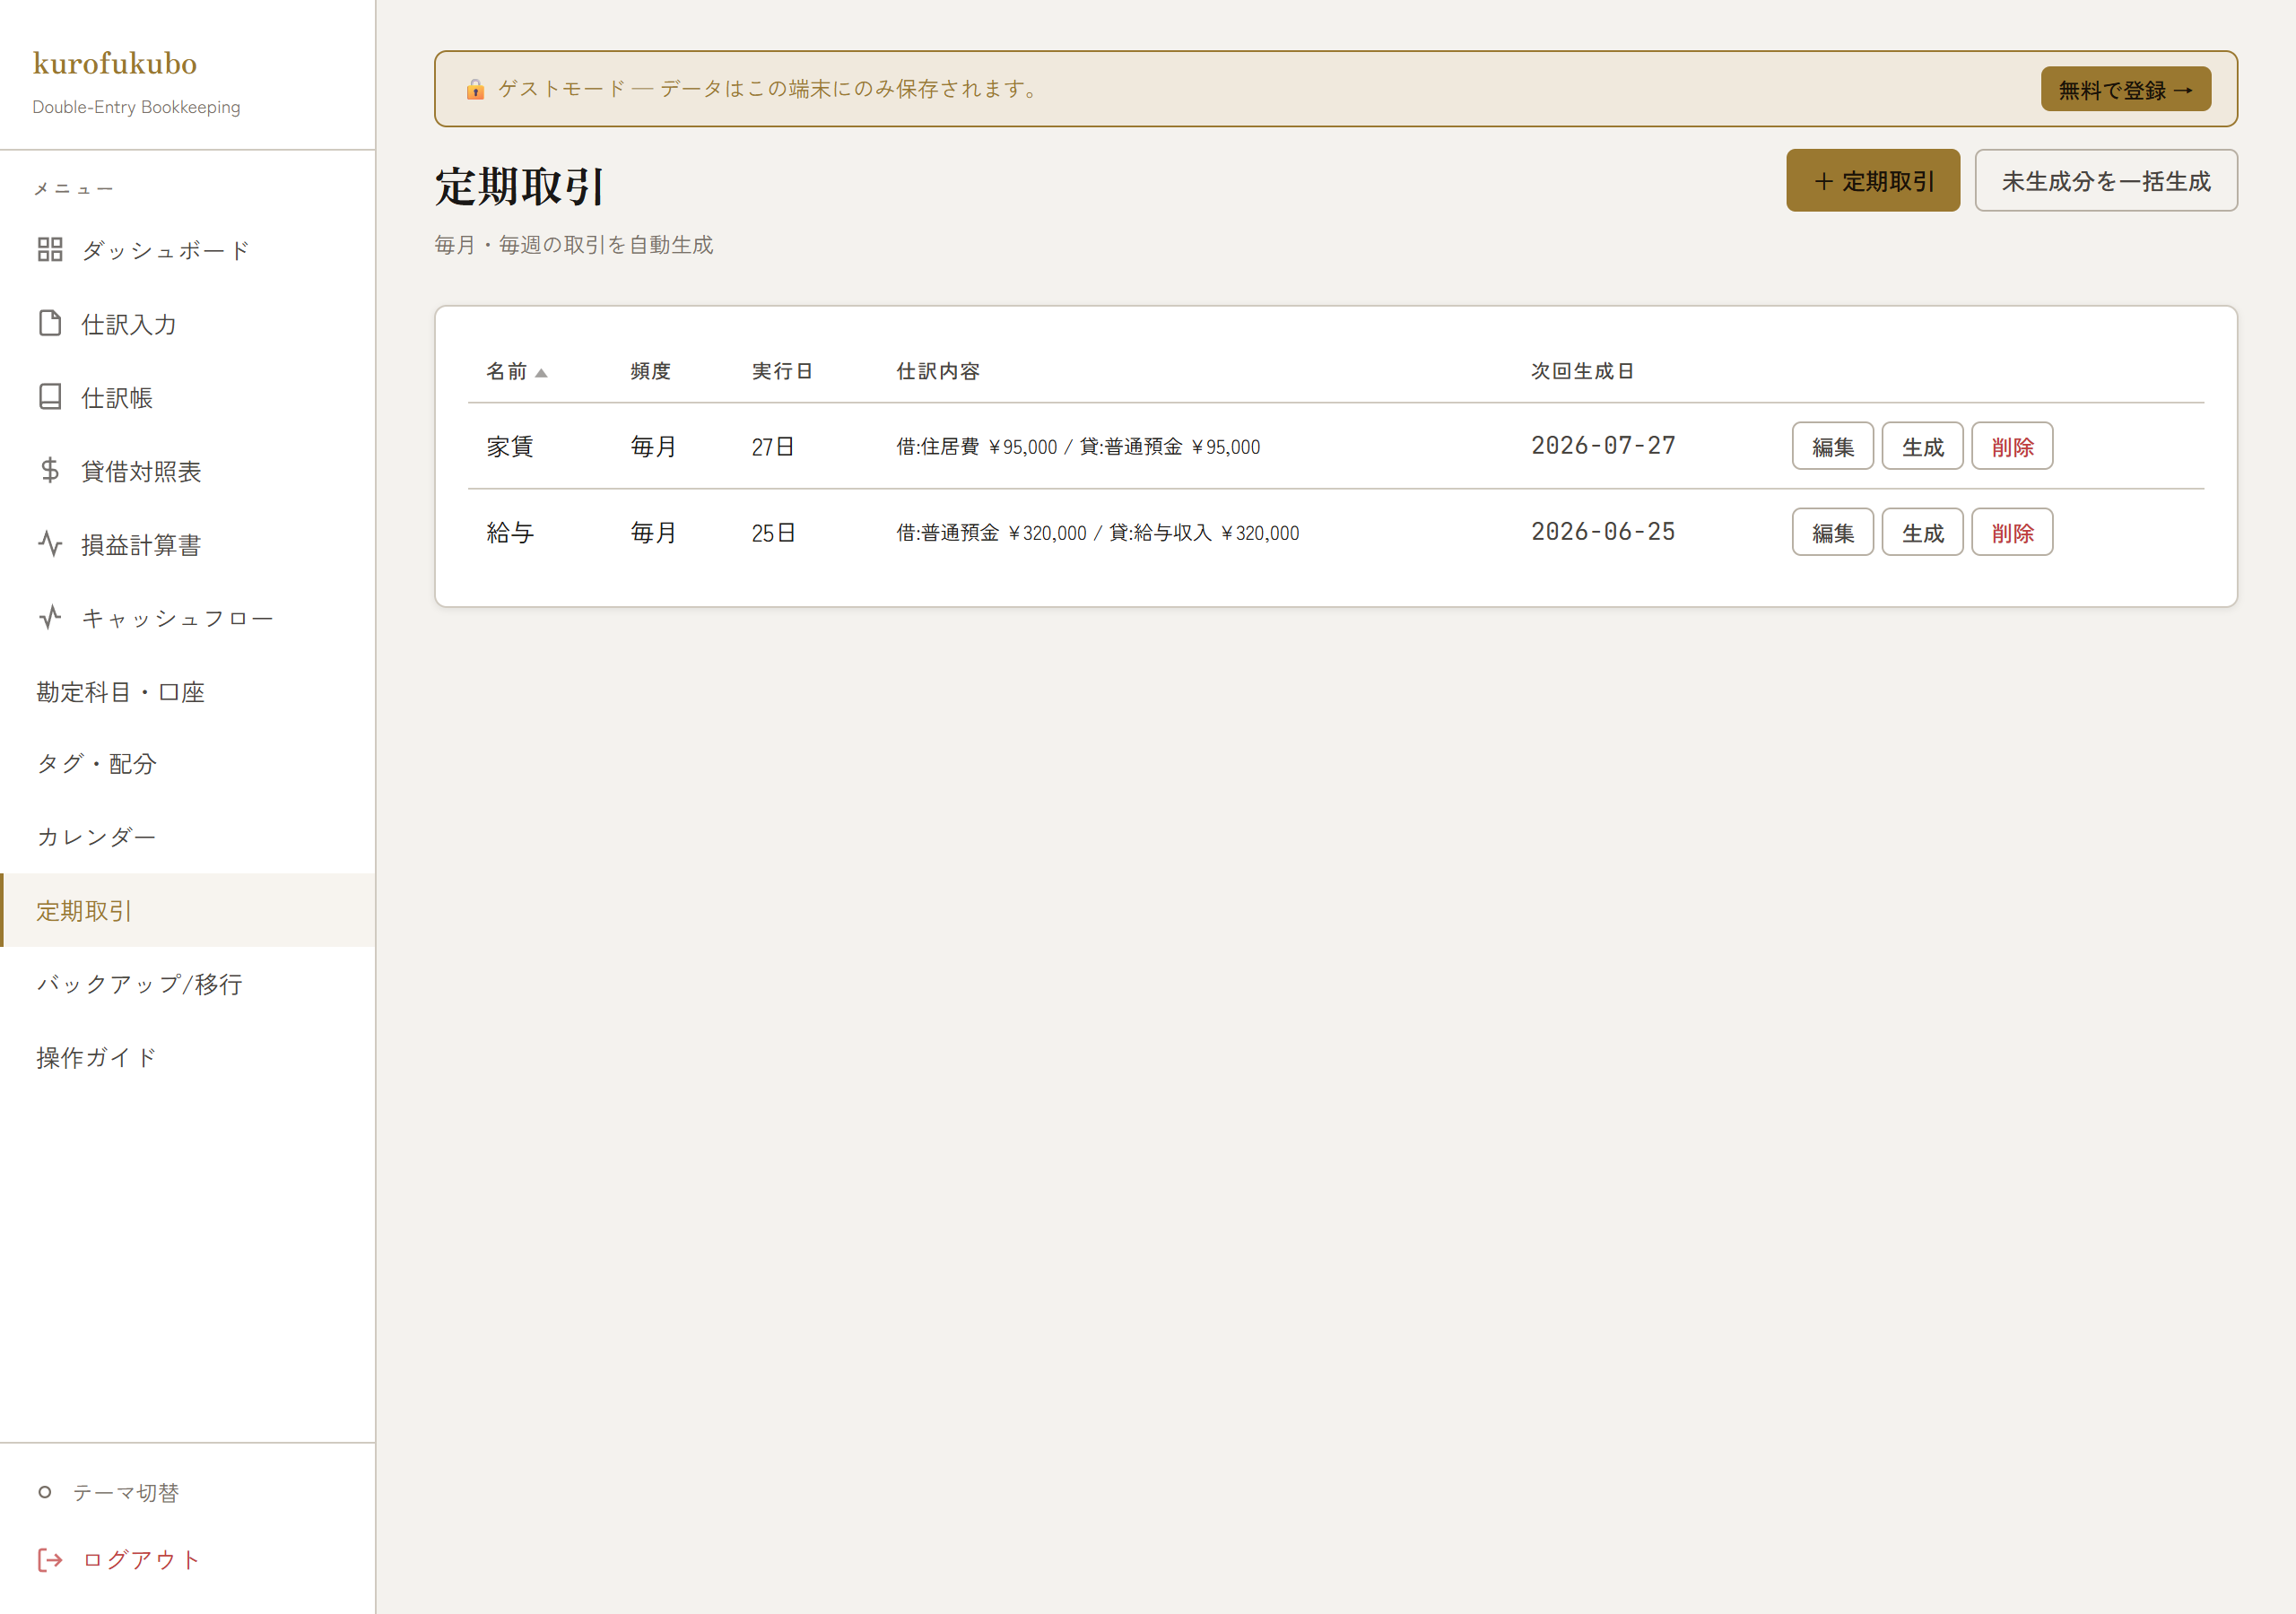 kurofukubo
Double-Entry Bookkeeping
メニュー
ダッシュボード
仕訳入力
仕訳帳
貸借対照表
損益計算書
キャッシュフロー
勘定科目・口座
タグ・配分
カレンダー
定期取引
バックアップ/移行
操作ガイド
テーマ切替
ログアウト
ゲストモード — データはこの端末にのみ保存されます。 無料で登録 →
定期取引 ＋ 定期取引 未生成分を一括生成
毎月・毎週の取引を自動生成
名前 ▲ 頻度 実行日 仕訳内容 次回生成日
家賃 毎月 27日 借:住居費 ¥95,000 / 貸:普通預金 ¥95,000 2026-07-27 編集 生成 削除
給与 毎月 25日 借:普通預金 ¥320,000 / 貸:給与収入 ¥320,000 2026-06-25 編集 生成 削除